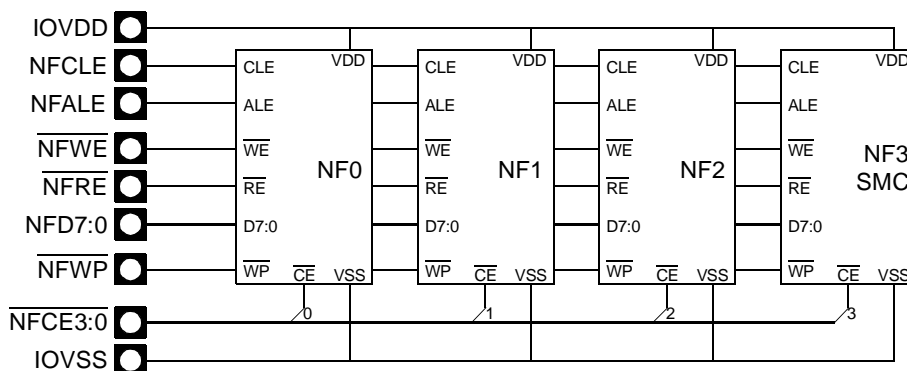 IOVDD
NFCLE
NFALE
NFWE
NFRE
NFD7:0
NFWP
NFCE3:0
IOVSS
VDD
CLE
ALE
WE
RE
D7:0
WP
CE
VSS
NF0
0
VDD
CLE
ALE
WE
RE
D7:0
WP
CE
VSS
NF1
1
VDD
CLE
ALE
WE
RE
D7:0
WP
CE
VSS
NF2
2
VDD
CLE
ALE
WE
RE
D7:0
WP
CE
VSS
NF3
SMC
3